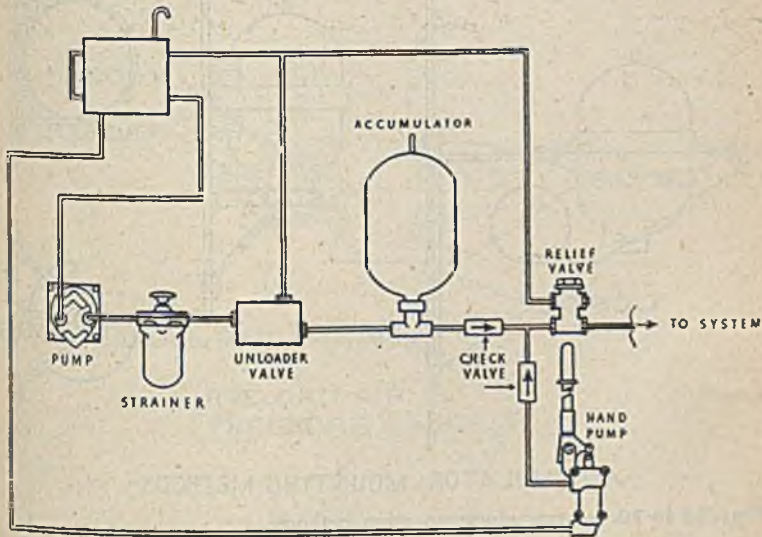 ACCUMULATOR
RELIEF
VALVE
TO SYSTEM
PUMP
STRAINER
UNLOADER
VALVE
CHECK
VALVE
HAND
PUMP